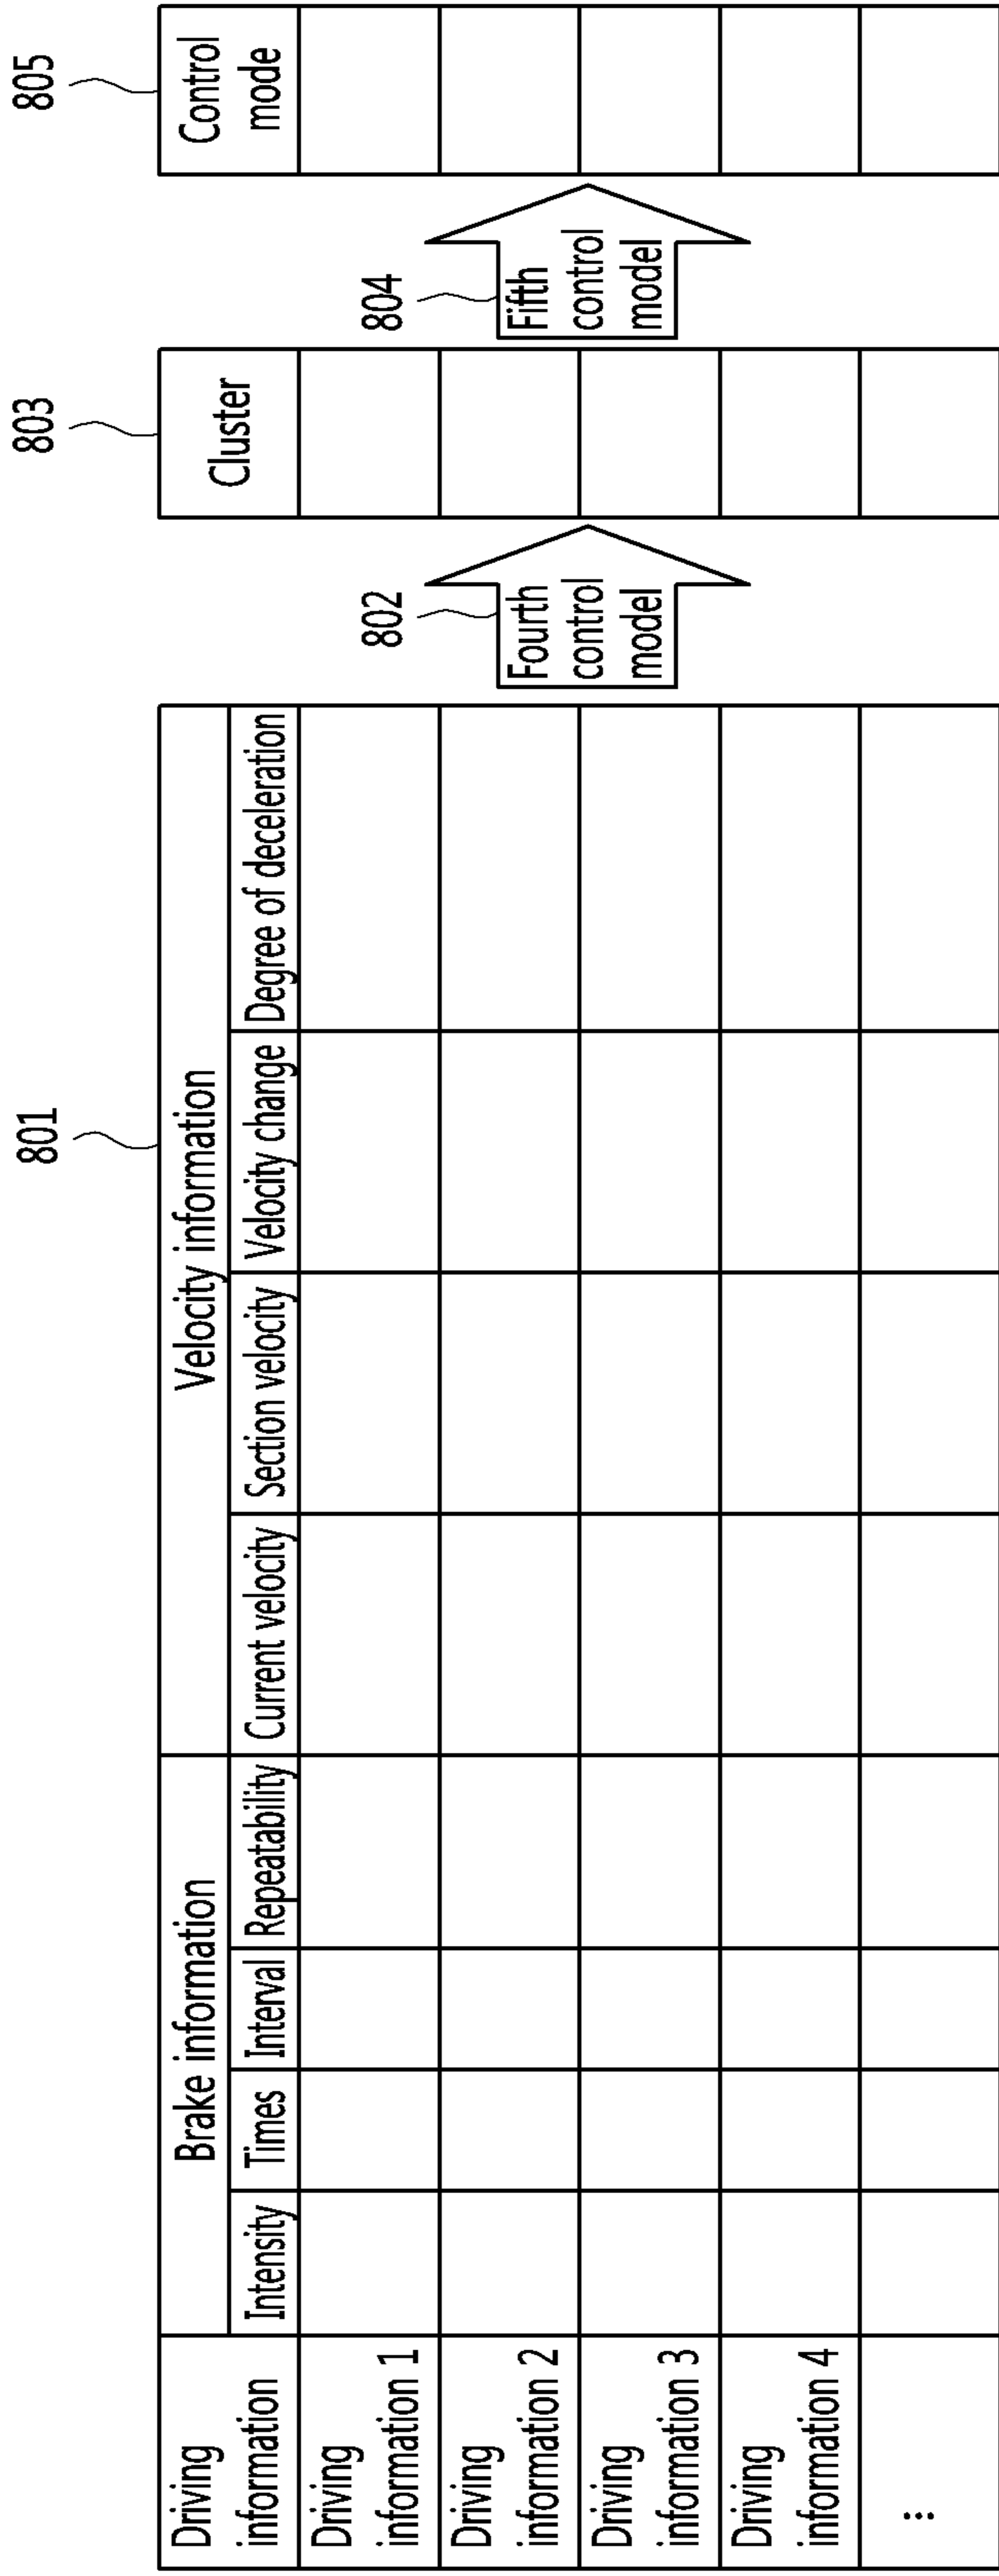 801
802
803
804
805
Driving
information
Brake information
Velocity information
Intensity
Times
Interval
Repeatability
Current velocity
Section velocity
Velocity change
Degree of deceleration
Driving
information 1
Driving
information 2
Driving
information 3
Driving
information 4
...
Fourth
control
model
Cluster
Fifth
control
model
Control
mode